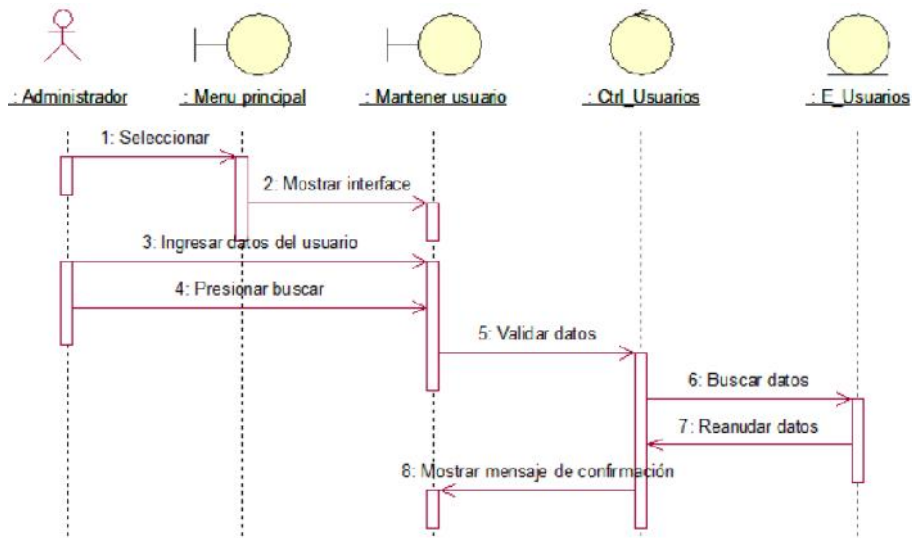 : Administrador
: Menu principal
: Mantener usuario
: Ctrl_Usuarios
: E_Usuarios
1: Seleccionar
2: Mostrar interface
3: Ingresar datos del usuario
4: Presionar buscar
5: Validar datos
6: Buscar datos
7: Reanudar datos
8: Mostrar mensaje de confirmación